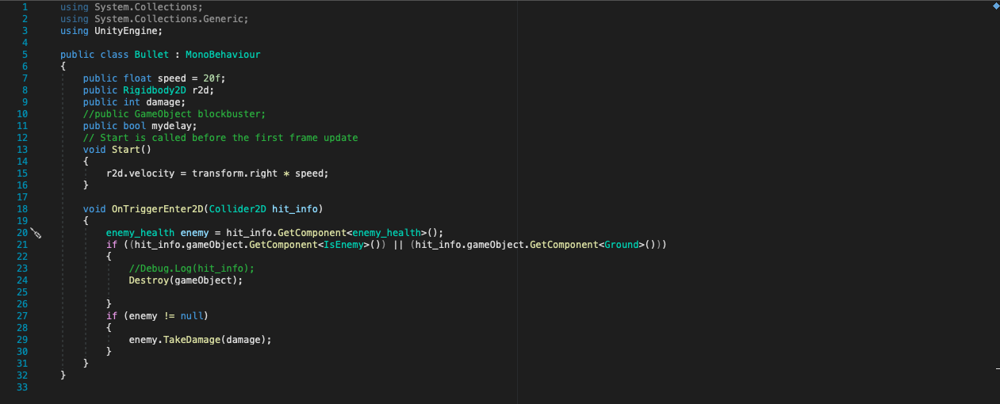 1 using System.Collections;
2 using System.Collections.Generic;
3 using UnityEngine;
4
5 public class Bullet : MonoBehaviour
6 {
7     public float speed = 20f;
8     public Rigidbody2D r2d;
9     public int damage;
10     //public GameObject blockbuster;
11     public bool mydelay;
12     // Start is called before the first frame update
13     void Start()
14     {
15         r2d.velocity = transform.right * speed;
16     }
17
18     void OnTriggerEnter2D(Collider2D hit_info)
19     {
20         enemy_health enemy = hit_info.GetComponent<enemy_health>();
21         if ((hit_info.gameObject.GetComponent<IsEnemy>()) || (hit_info.gameObject.GetComponent<Ground>()))
22         {
23             //Debug.Log(hit_info);
24             Destroy(gameObject);
25
26         }
27         if (enemy != null)
28         {
29             enemy.TakeDamage(damage);
30         }
31     }
32 }
33